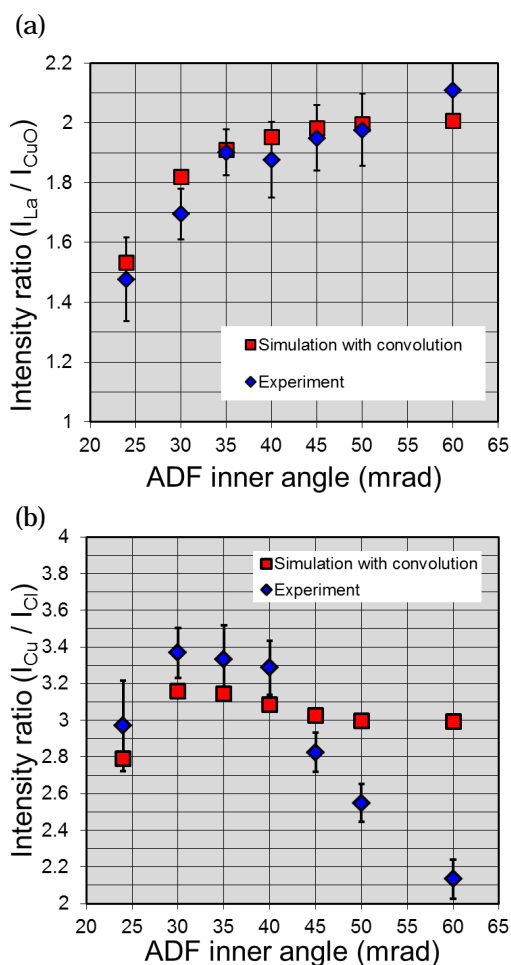 (a)
Intensity ratio (I_La / I_CuO)
2.2
2
1.8
1.6
1.4
1.2
1
Simulation with convolution
Experiment
20 25 30 35 40 45 50 55 60 65
ADF inner angle (mrad)
(b)
Intensity ratio (I_Cu / I_Cl)
4
3.8
3.6
3.4
3.2
3
2.8
2.6
2.4
2.2
2
Simulation with convolution
Experiment
20 25 30 35 40 45 50 55 60 65
ADF inner angle (mrad)